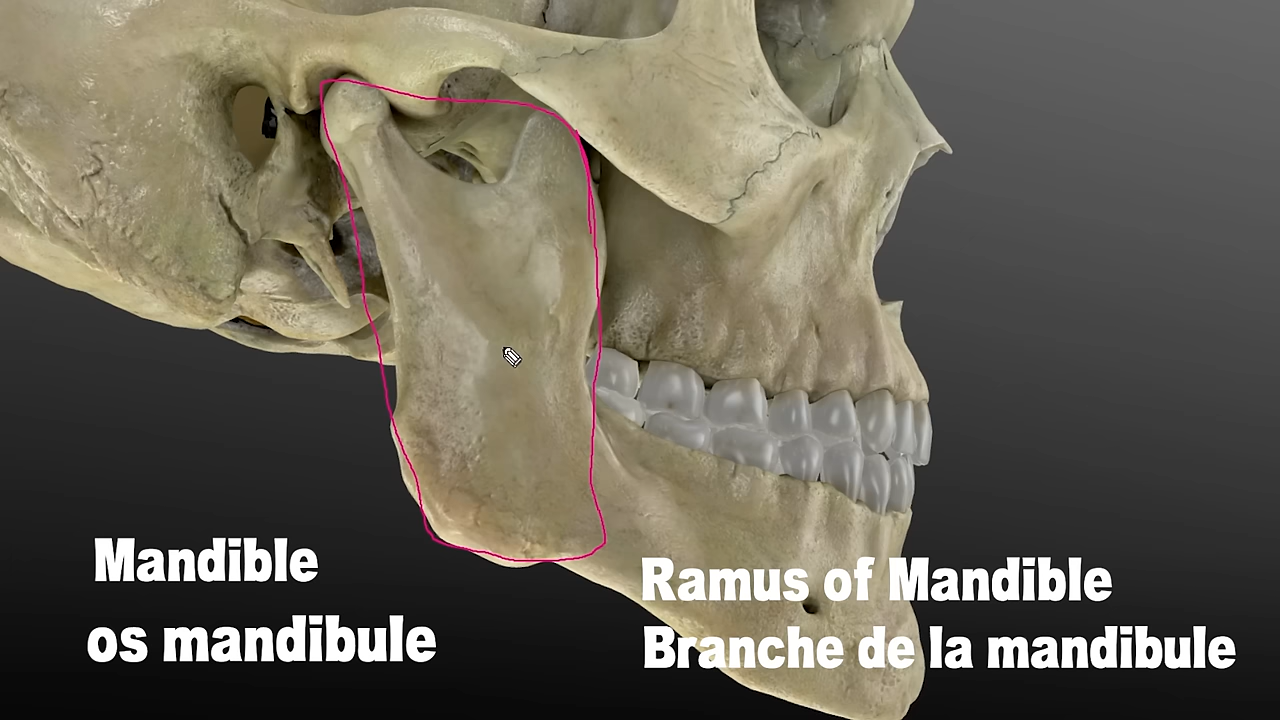 Mandible
os mandibule
Ramus of Mandible
Branche de la mandibule